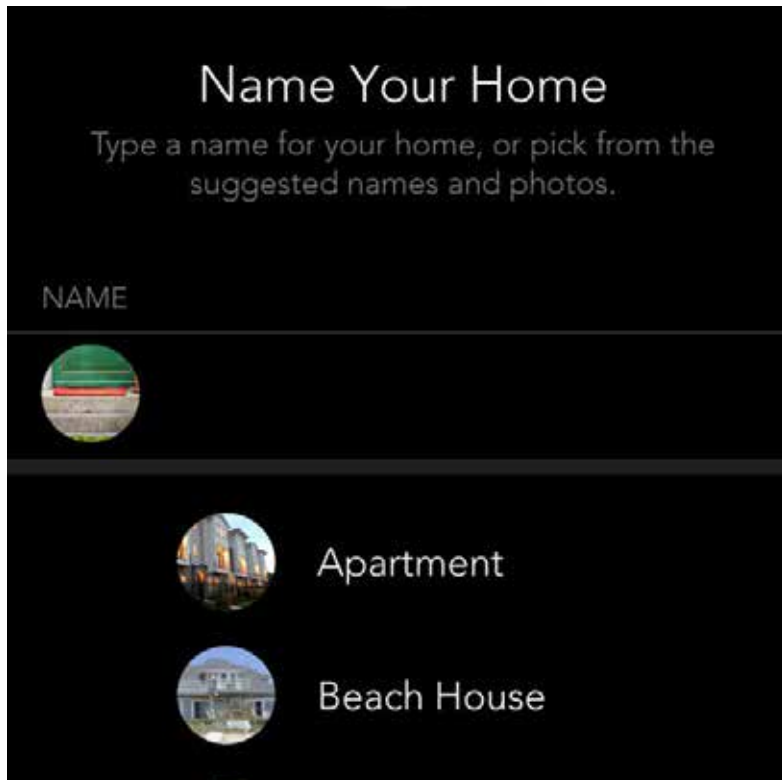 Name Your Home
Type a name for your home, or pick from the
suggested names and photos.
NAME
Apartment
Beach House